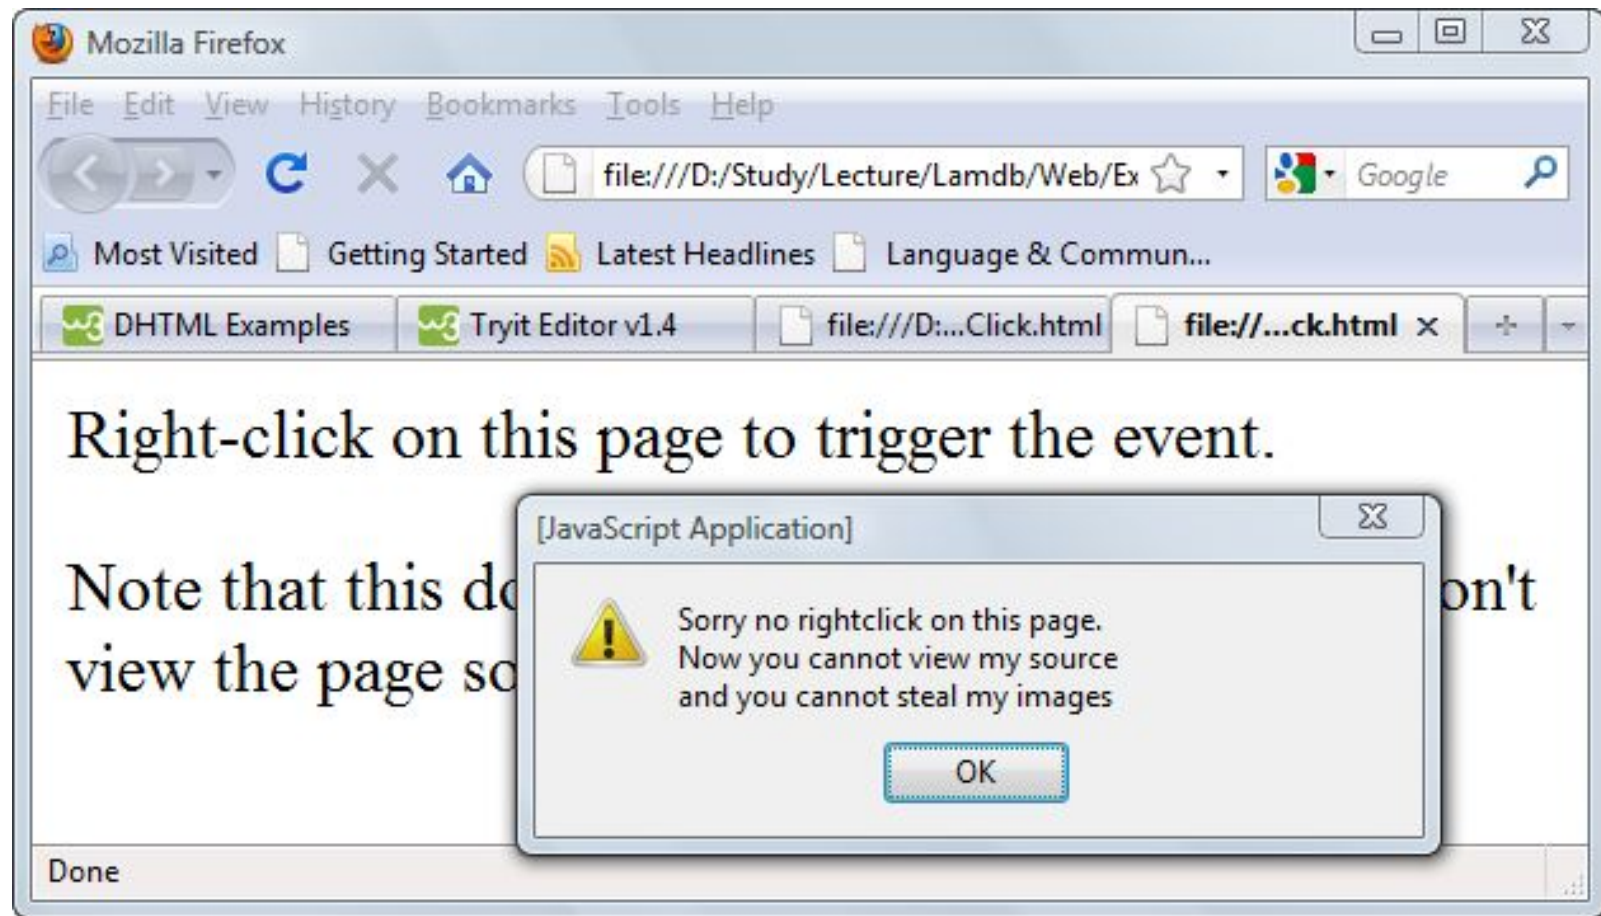 Mozilla Firefox
File Edit View History Bookmarks Tools Help
file:///D:/Study/Lecture/Lamdb/Web/Ex
Google
Most Visited Getting Started Latest Headlines Language & Commun...
DHTML Examples Tryit Editor v1.4 file:///D:...Click.html file://...ck.html
Right-click on this page to trigger the event.
[JavaScript Application]
Note that this do on't
Sorry no rightclick on this page.
Now you cannot view my source
view the page so
and you cannot steal my images
OK
Done